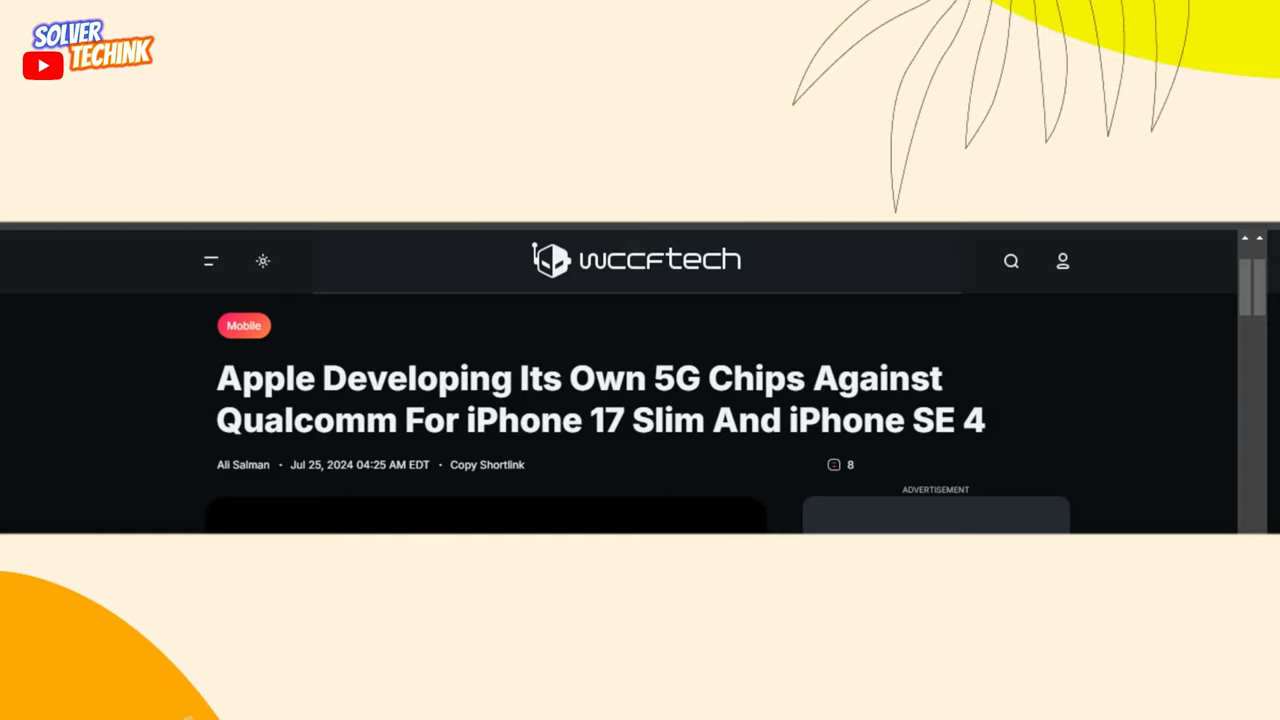 SOLVER
TECHINK
wccftech
Mobile
Apple Developing Its Own 5G Chips Against
Qualcomm For iPhone 17 Slim And iPhone SE 4
Ali Salman • Jul 25, 2024 04:25 AM EDT • Copy Shortlink
8
ADVERTISEMENT